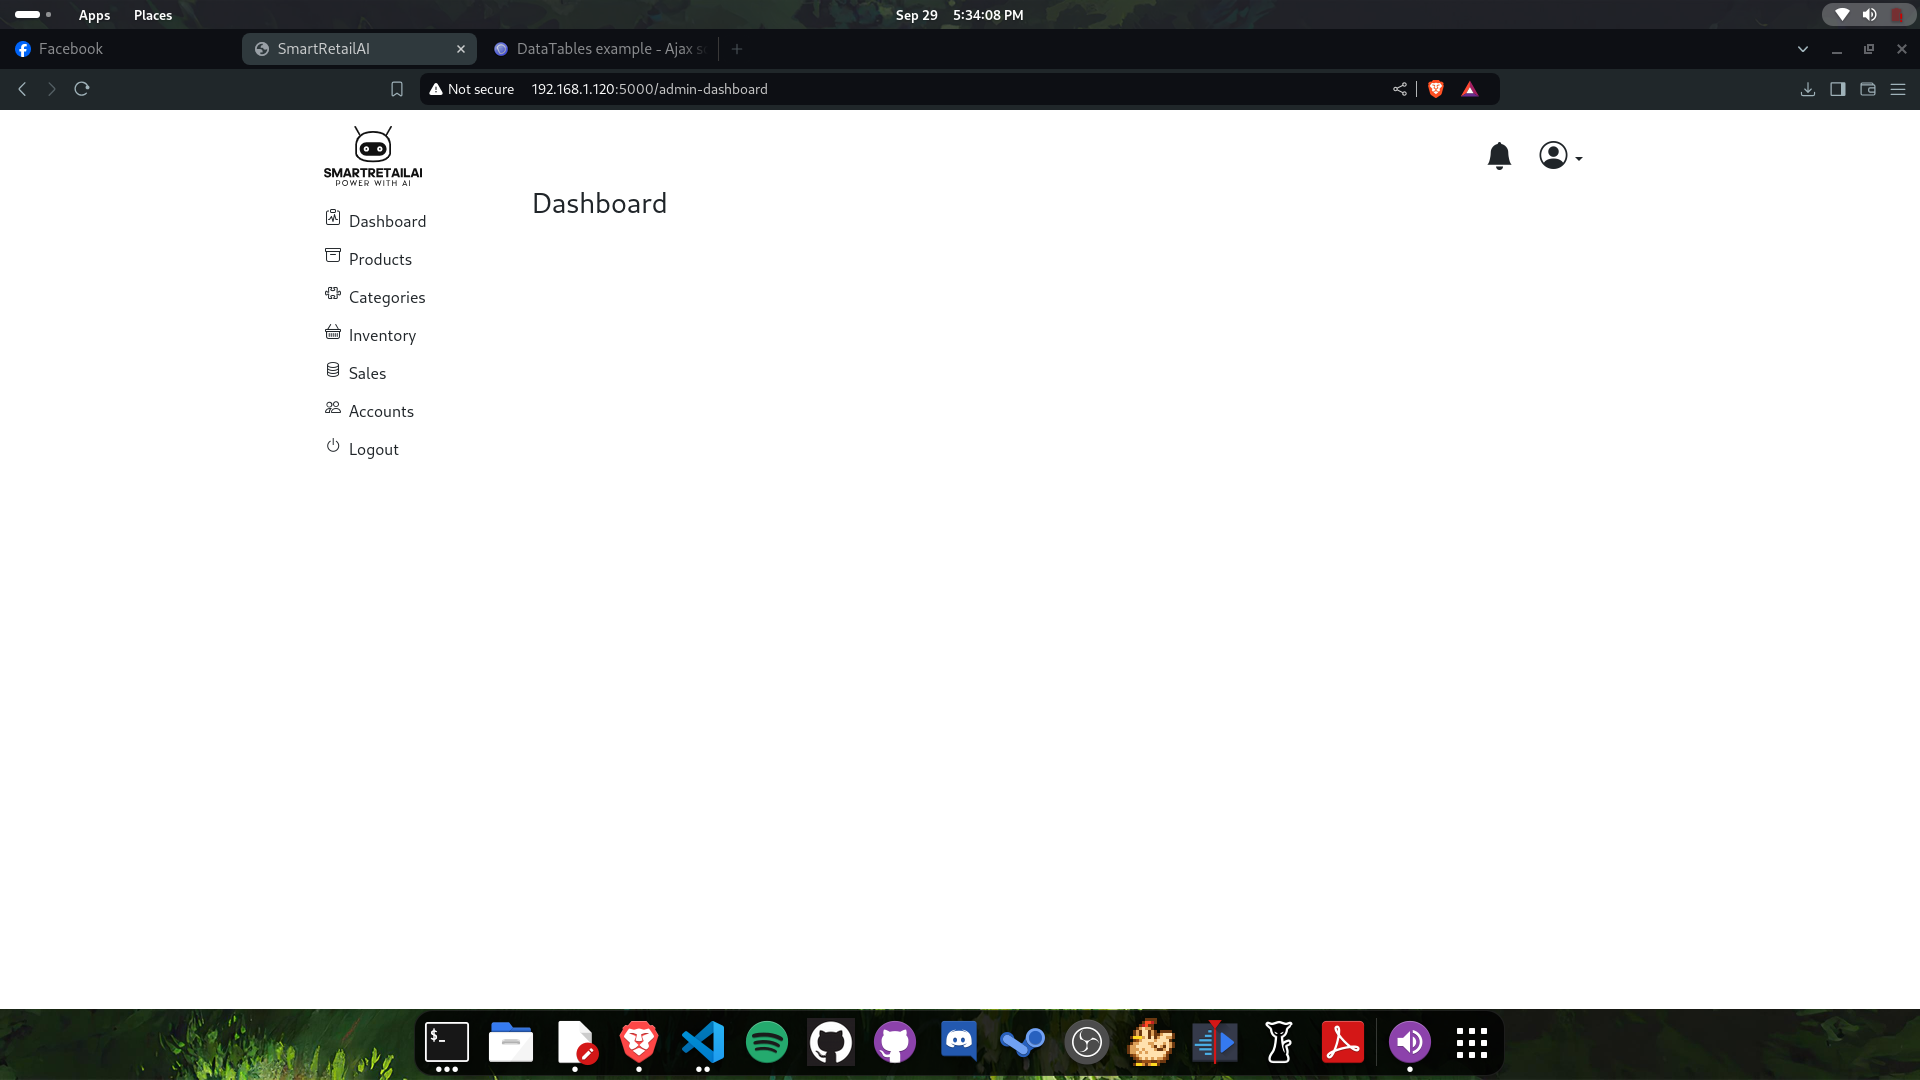 Apps Places Sep 29 5:34:08 PM
Facebook SmartRetailAI DataTables example - Ajax so
Not secure 192.168.1.120:5000/admin-dashboard
SMARTRETAILAI
POWER WITH AI
Dashboard
Dashboard
Products
Categories
Inventory
Sales
Accounts
Logout
$_